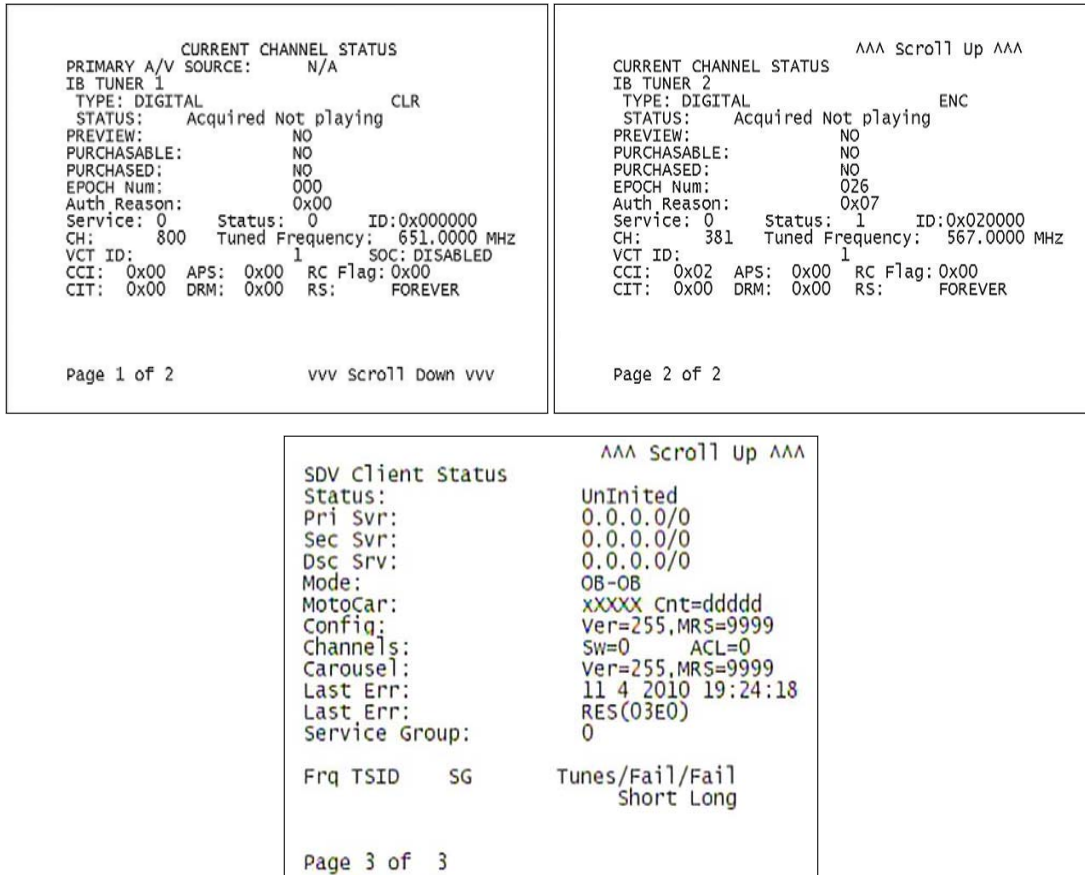 CURRENT CHANNEL STATUS
PRIMARY A/V SOURCE: N/A
IB TUNER 1
TYPE: DIGITAL CLR
STATUS: Acquired Not playing
PREVIEW: NO
PURCHASABLE: NO
PURCHASED: NO
EPOCH Num: 000
Auth Reason: 0x00
Service: 0 Status: 0 ID:0x000000
CH: 800 Tuned Frequency: 651.0000 MHz
VCT ID: 1 SOC: DISABLED
CCI: 0x00 APS: 0x00 RC Flag: 0x00
CIT: 0x00 DRM: 0x00 RS: FOREVER
Page 1 of 2 vvv Scroll Down vvv
ΛΛΛ Scroll Up ΛΛΛ
CURRENT CHANNEL STATUS
IB TUNER 2
TYPE: DIGITAL ENC
STATUS: Acquired Not playing
PREVIEW: NO
PURCHASABLE: NO
PURCHASED: NO
EPOCH Num: 026
Auth Reason: 0x07
Service: 0 Status: 1 ID:0x020000
CH: 381 Tuned Frequency: 567.0000 MHz
VCT ID: 1
CCI: 0x02 APS: 0x00 RC Flag: 0x00
CIT: 0x00 DRM: 0x00 RS: FOREVER
Page 2 of 2
ΛΛΛ Scroll Up ΛΛΛ
SDV Client Status
Status: UnInited
Pri Svr: 0.0.0.0/0
Sec Svr: 0.0.0.0/0
Dsc Srv: 0.0.0.0/0
Mode: OB-OB
MotoCar: xXXXX Cnt=ddddd
Config: Ver=255,MRS=9999
Channels: Sw=0 ACL=0
Carousel: Ver=255,MRS=9999
Last Err: 11 4 2010 19:24:18
Last Err: RES(03E0)
Service Group: 0
Frq TSID SG Tunes/Fail/Fail
Short Long
Page 3 of 3